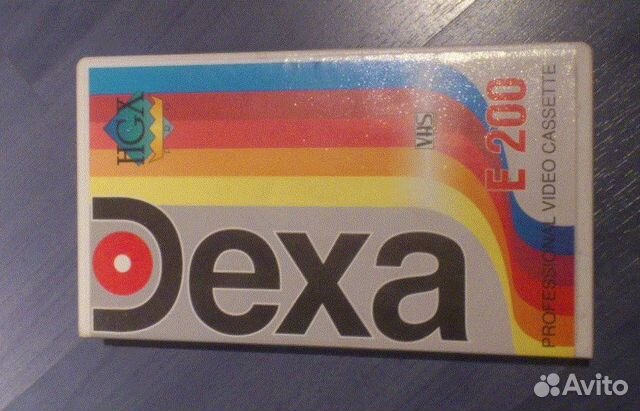 HGX
VHS
E 200
PROFESSIONAL VIDEO CASSETTE
Dexa
Avito